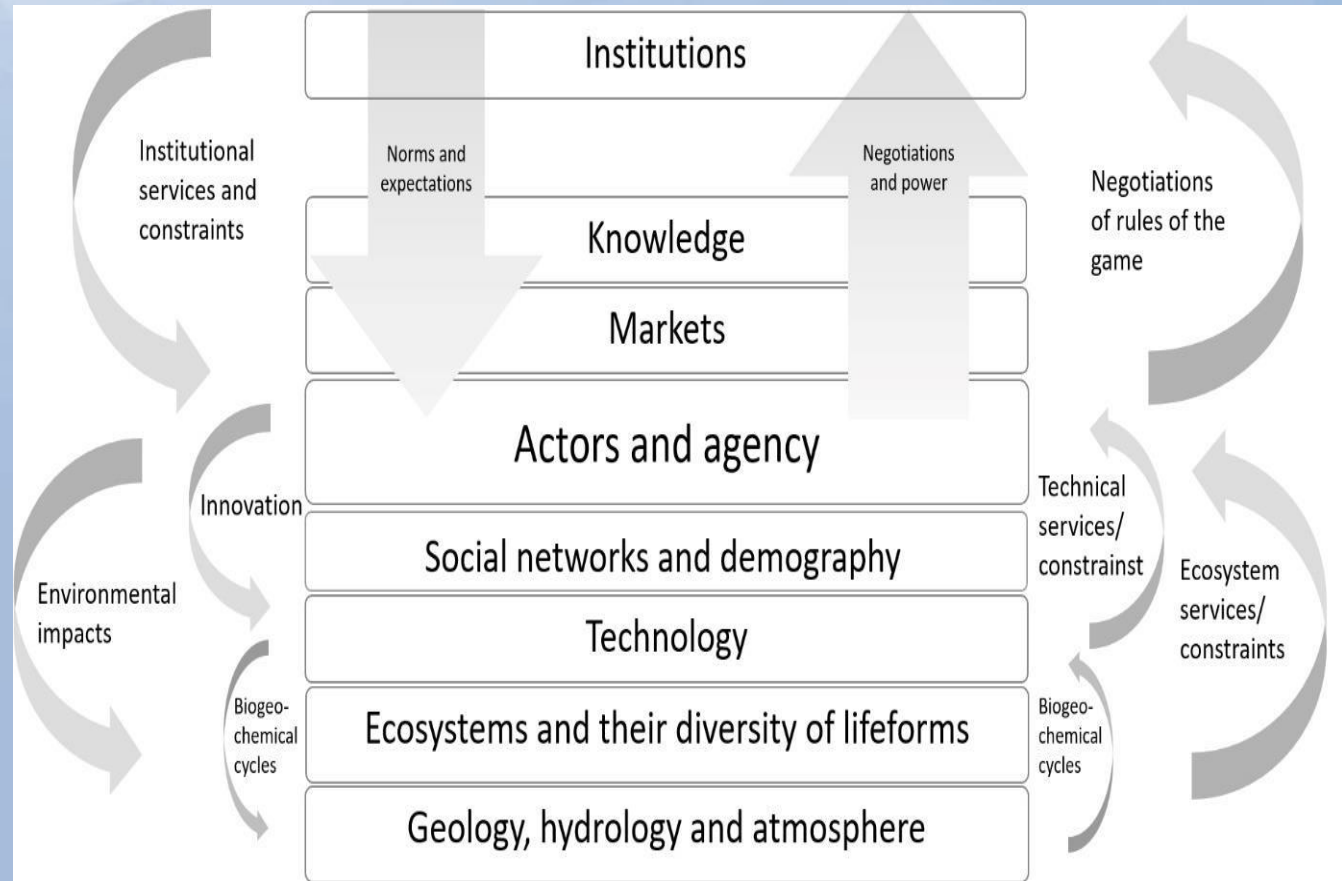 Institutions
Institutional
services and
constraints
Norms and
expectations
Negotiations
and power
Negotiations
of rules of the
game
Knowledge
Markets
Actors and agency
Innovation
Technical
services/
constrainst
Social networks and demography
Environmental
impacts
Ecosystem
services/
constraints
Technology
Biogeo-
chemical
cycles
Ecosystems and their diversity of lifeforms
Biogeo-
chemical
cycles
Geology, hydrology and atmosphere